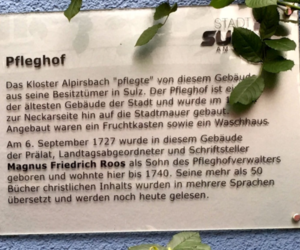 STADT
SU
Pfleghof
Das Kloster Alpirsbach "pflegte" von diesem Gebäude
aus seine Besitztümer in Sulz. Der Pfleghof ist ei
der ältesten Gebäude der Stadt und wurde im
zur Neckarseite hin auf die Stadtmauer gebaut.
Angebaut waren ein Fruchtkasten sowie ein Waschhaus
Am 6. September 1727 wurde in diesem Gebäude
der Prälat, Landtagsabgeordneter und Schriftsteller
Magnus Friedrich Roos als Sohn des Pfleghofverwalters
geboren und wohnte hier bis 1740. Seine mehr als 50
Bücher christlichen Inhalts wurden in mehrere Sprachen
übersetzt und werden noch heute gelesen.